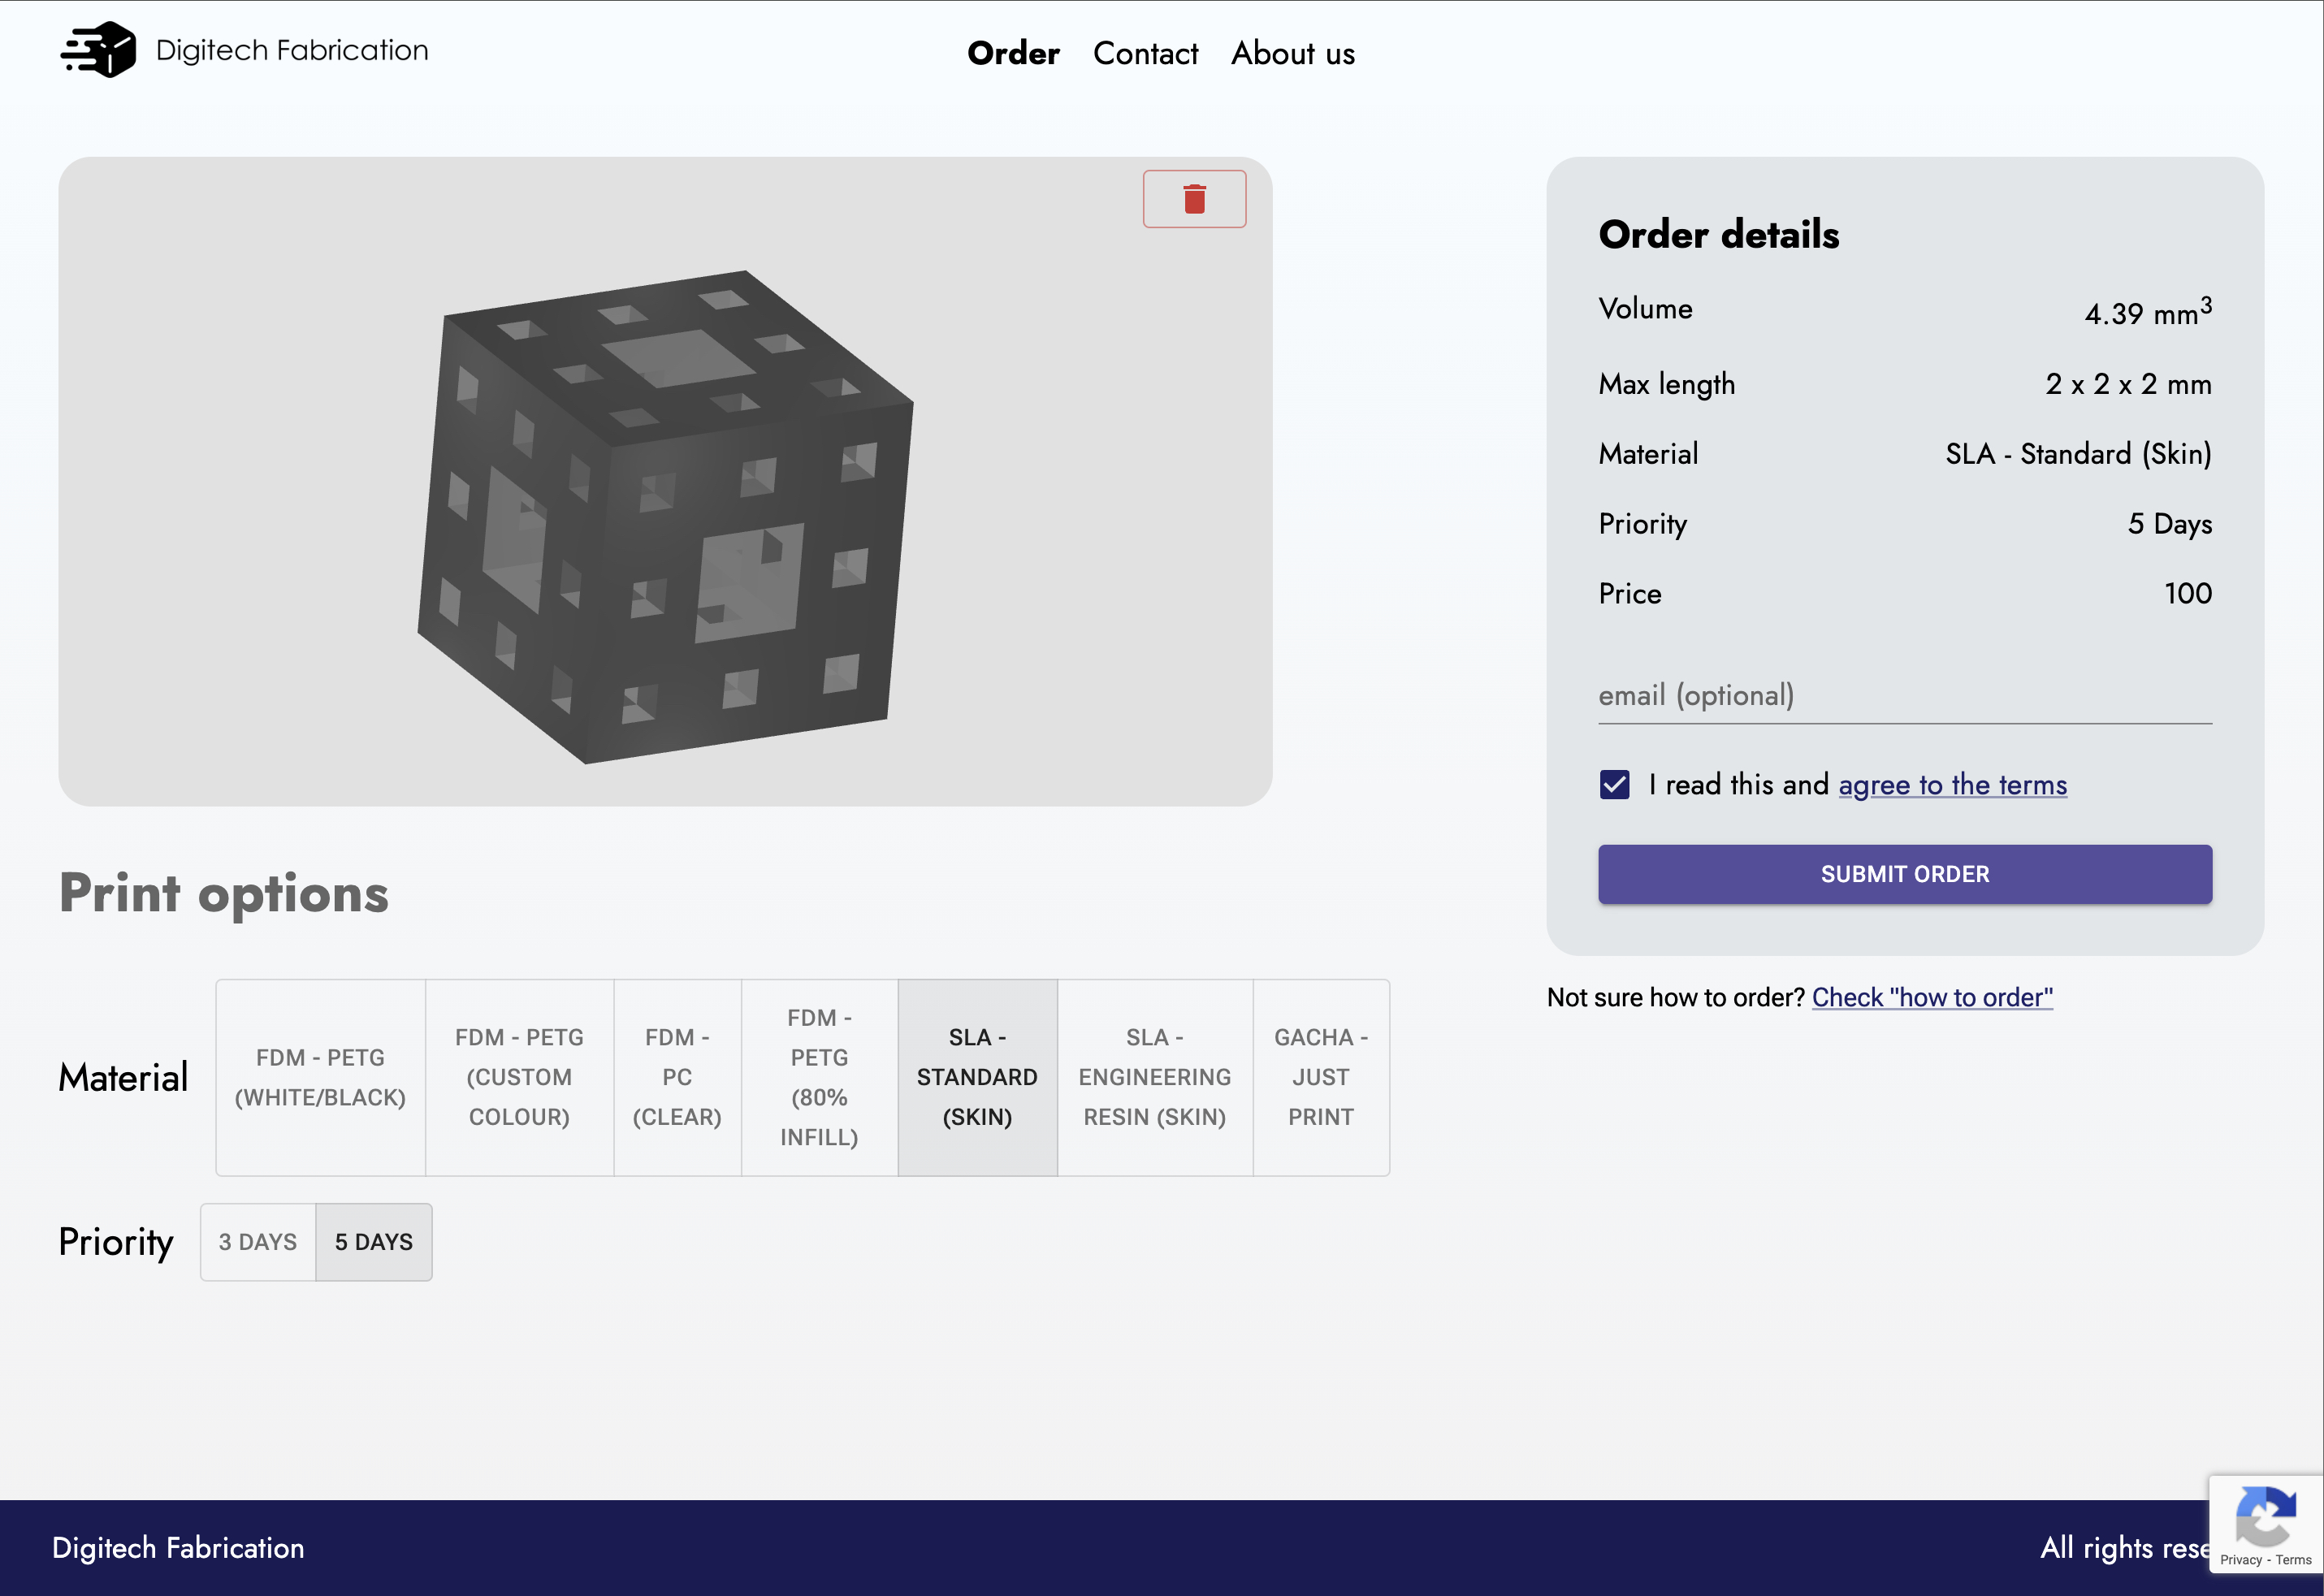 Digitech Fabrication
Order Contact About us
Order details
Volume 4.39 mm³
Max length 2 x 2 x 2 mm
Material SLA - Standard (Skin)
Priority 5 Days
Price 100
email (optional)
I read this and agree to the terms
SUBMIT ORDER
Not sure how to order? Check "how to order"
Print options
Material
FDM - PETG
(WHITE/BLACK)
FDM - PETG
(CUSTOM
COLOUR)
FDM -
PC
(CLEAR)
FDM -
PETG
(80%
INFILL)
SLA -
STANDARD
(SKIN)
SLA -
ENGINEERING
RESIN (SKIN)
GACHA -
JUST
PRINT
Priority
3 DAYS
5 DAYS
Digitech Fabrication
All rights rese
Privacy - Terms